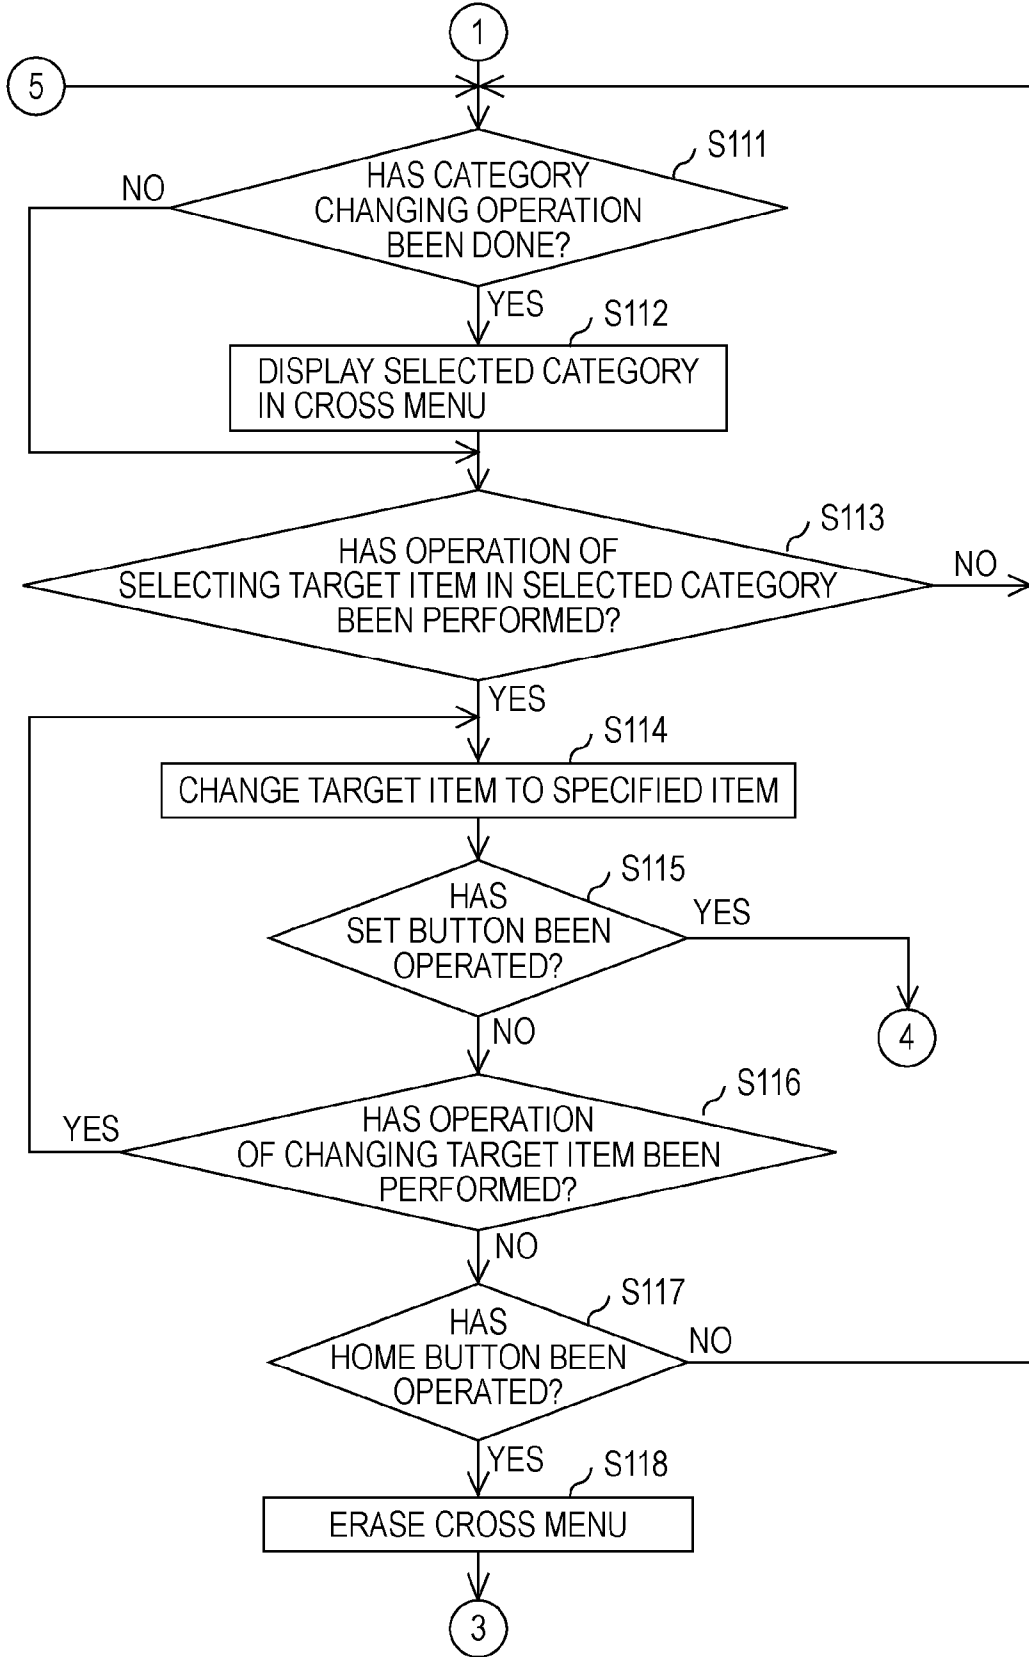 1
5
S111
HAS CATEGORY
CHANGING OPERATION
BEEN DONE?
NO
YES
S112
DISPLAY SELECTED CATEGORY
IN CROSS MENU
S113
HAS OPERATION OF
SELECTING TARGET ITEM IN SELECTED CATEGORY
BEEN PERFORMED?
NO
YES
S114
CHANGE TARGET ITEM TO SPECIFIED ITEM
S115
HAS
SET BUTTON BEEN
OPERATED?
YES
NO
4
S116
HAS OPERATION
OF CHANGING TARGET ITEM BEEN
PERFORMED?
YES
NO
S117
HAS
HOME BUTTON BEEN
OPERATED?
NO
YES
S118
ERASE CROSS MENU
3